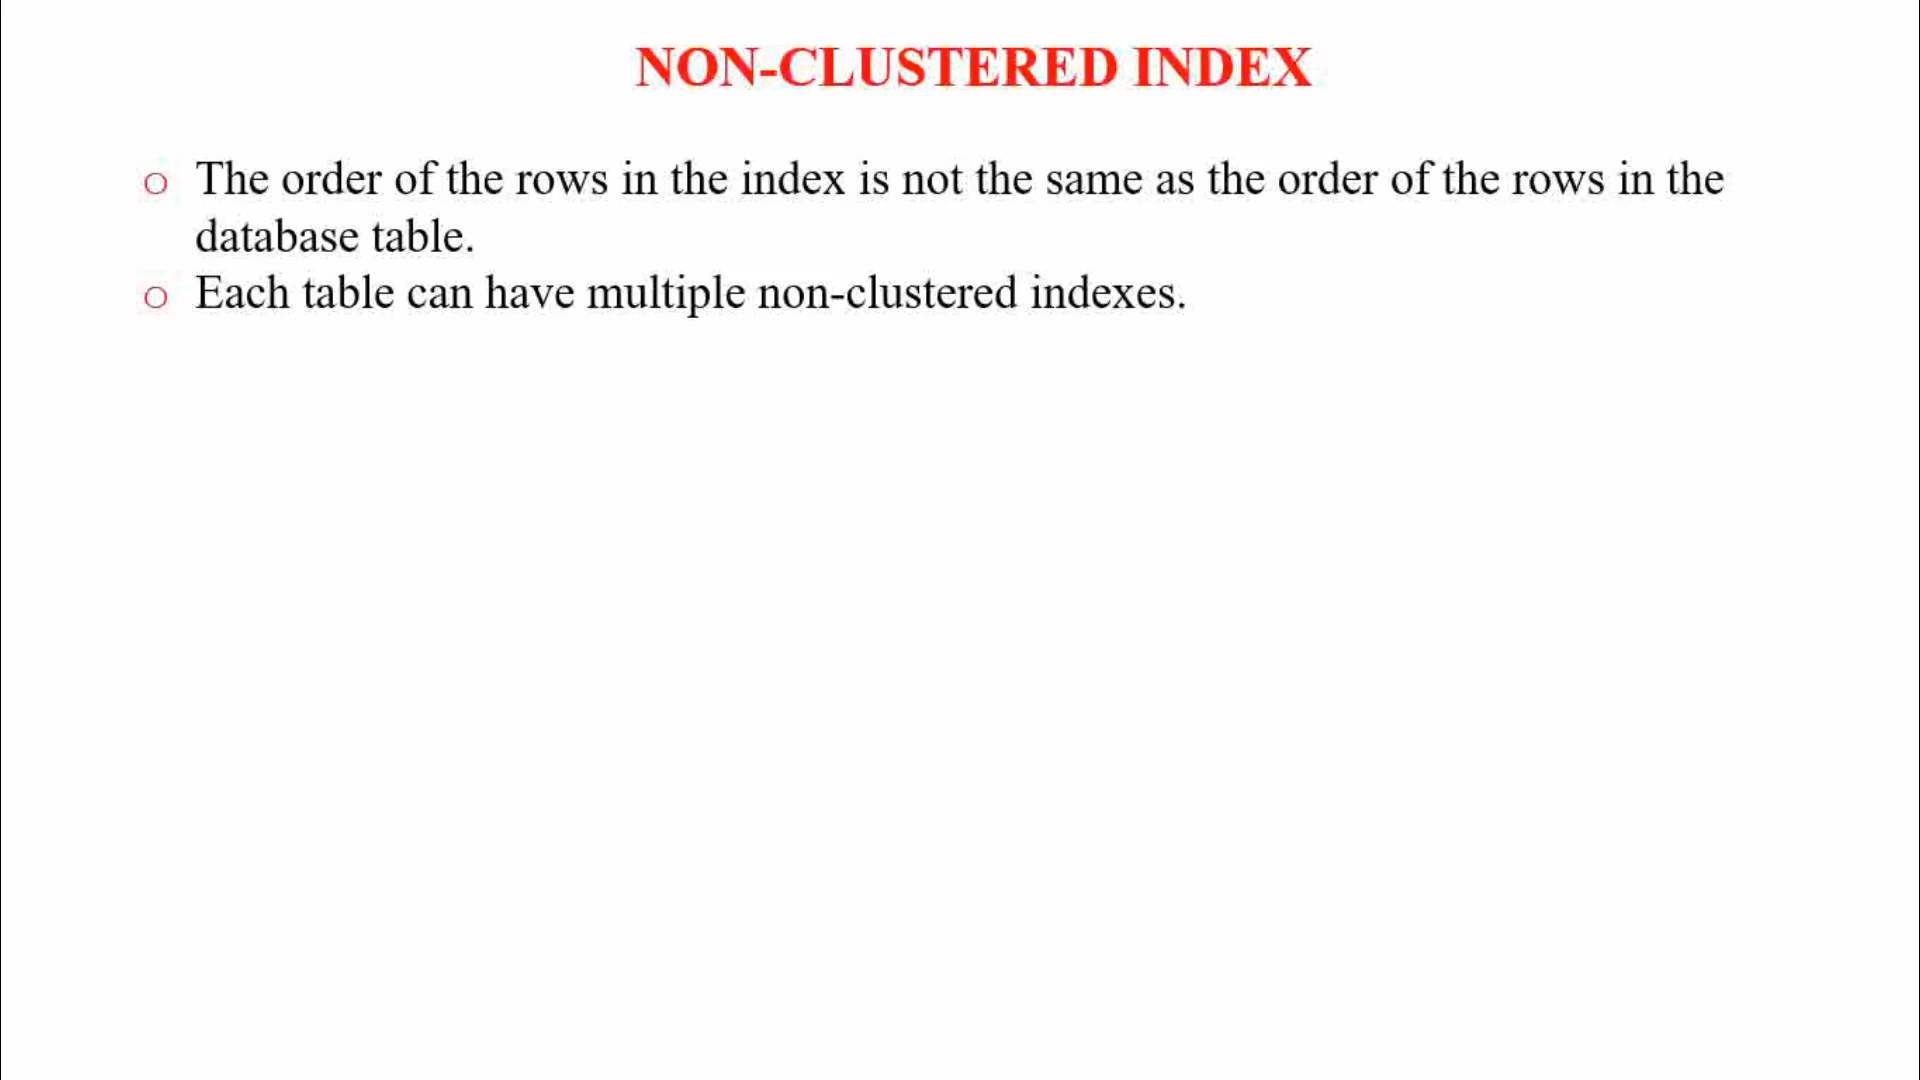 NON-CLUSTERED INDEX
o The order of the rows in the index is not the same as the order of the rows in the
database table.
o Each table can have multiple non-clustered indexes.